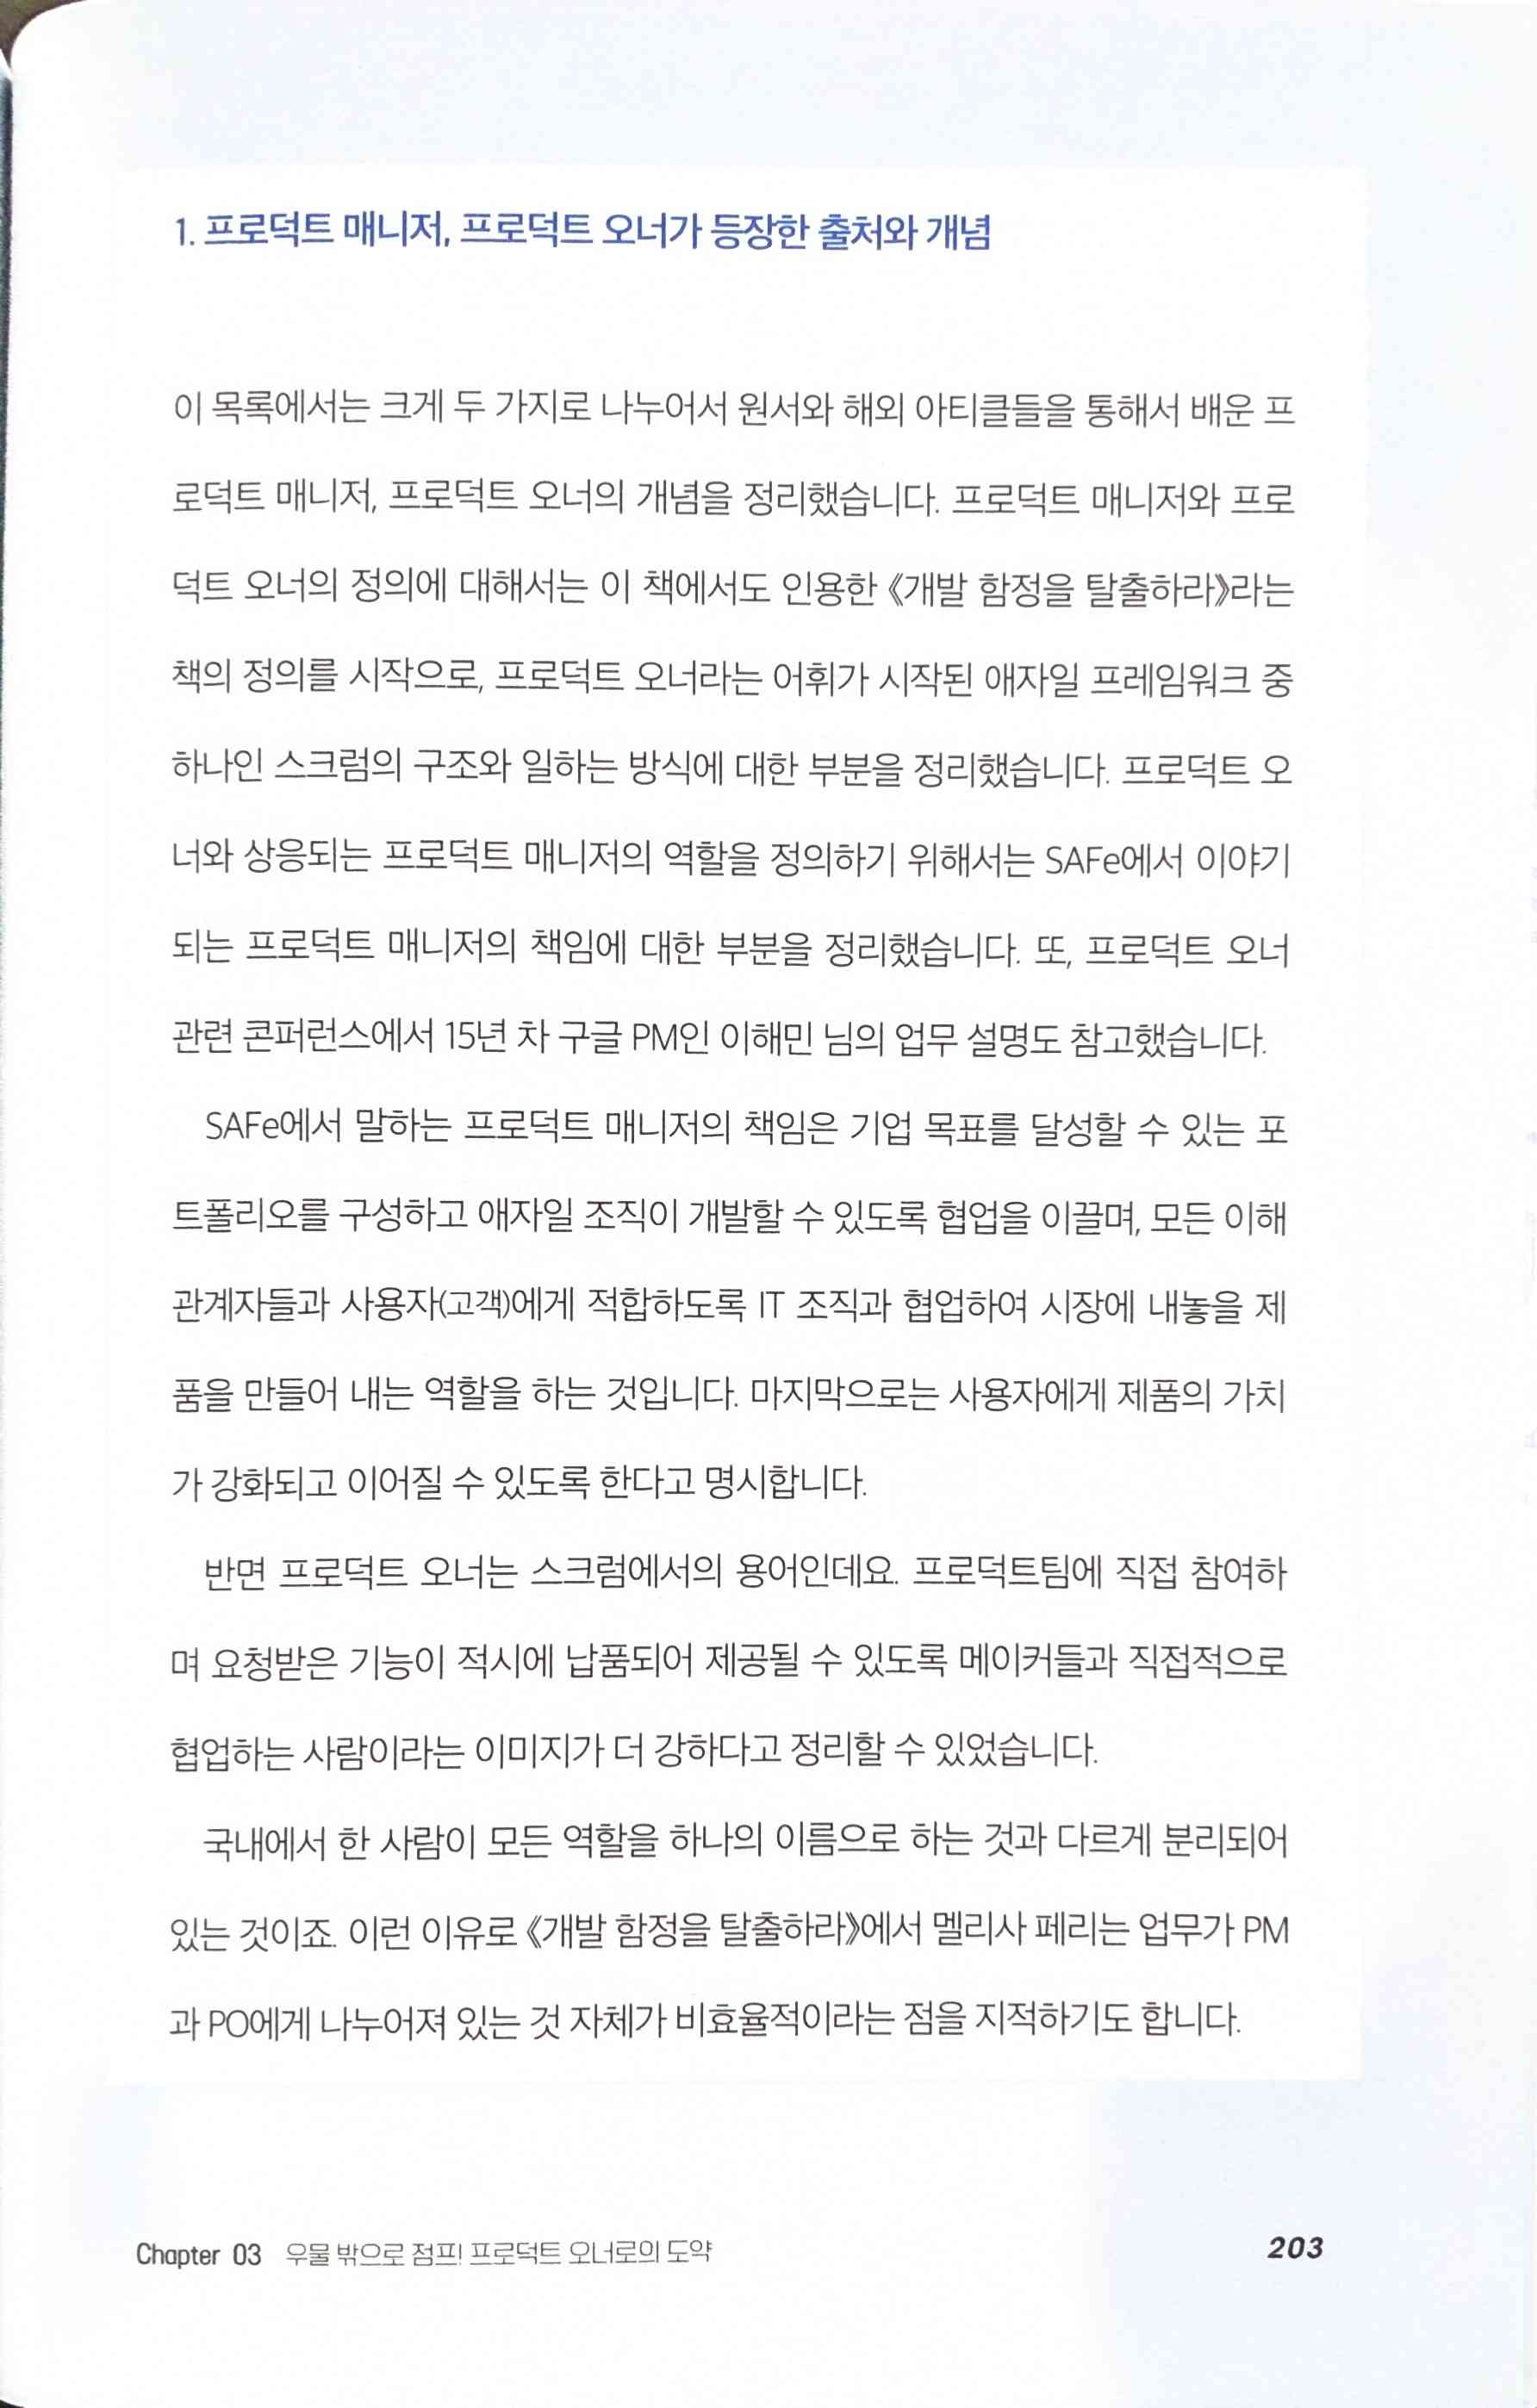 1. 프로덕트 매니저, 프로덕트 오너가 등장한 출처와 개념
이 목록에서는 크게 두 가지로 나누어서 원서와 해외 아티클들을 통해서 배운 프
로덕트 매니저, 프로덕트 오너의 개념을 정리했습니다. 프로덕트 매니저와 프로
덕트 오너의 정의에 대해서는 이 책에서도 인용한 《개발 함정을 탈출하라》라는
책의 정의를 시작으로, 프로덕트 오너라는 어휘가 시작된 애자일 프레임워크 중
하나인 스크럼의 구조와 일하는 방식에 대한 부분을 정리했습니다. 프로덕트 오
너와 상응되는 프로덕트 매니저의 역할을 정의하기 위해서는 SAFe에서 이야기
되는 프로덕트 매니저의 책임에 대한 부분을 정리했습니다. 또, 프로덕트 오너
관련 콘퍼런스에서 15년 차 구글 PM인 이해민 님의 업무 설명도 참고했습니다.
SAFe에서 말하는 프로덕트 매니저의 책임은 기업 목표를 달성할 수 있는 포
트폴리오를 구성하고 애자일 조직이 개발할 수 있도록 협업을 이끌며, 모든 이해
관계자들과 사용자(고객)에게 적합하도록 IT 조직과 협업하여 시장에 내놓을 제
품을 만들어 내는 역할을 하는 것입니다. 마지막으로는 사용자에게 제품의 가치
가 강화되고 이어질 수 있도록 한다고 명시합니다.
반면 프로덕트 오너는 스크럼에서의 용어인데요. 프로덕트팀에 직접 참여하
며 요청받은 기능이 적시에 납품되어 제공될 수 있도록 메이커들과 직접적으로
협업하는 사람이라는 이미지가 더 강하다고 정리할 수 있었습니다.
국내에서 한 사람이 모든 역할을 하나의 이름으로 하는 것과 다르게 분리되어
있는 것이죠. 이런 이유로 《개발 함정을 탈출하라》에서 멜리사 페리는 업무가 PM
과 PO에게 나누어져 있는 것 자체가 비효율적이라는 점을 지적하기도 합니다.
Chapter 03 우물 밖으로 점프! 프로덕트 오너로의 도약
203